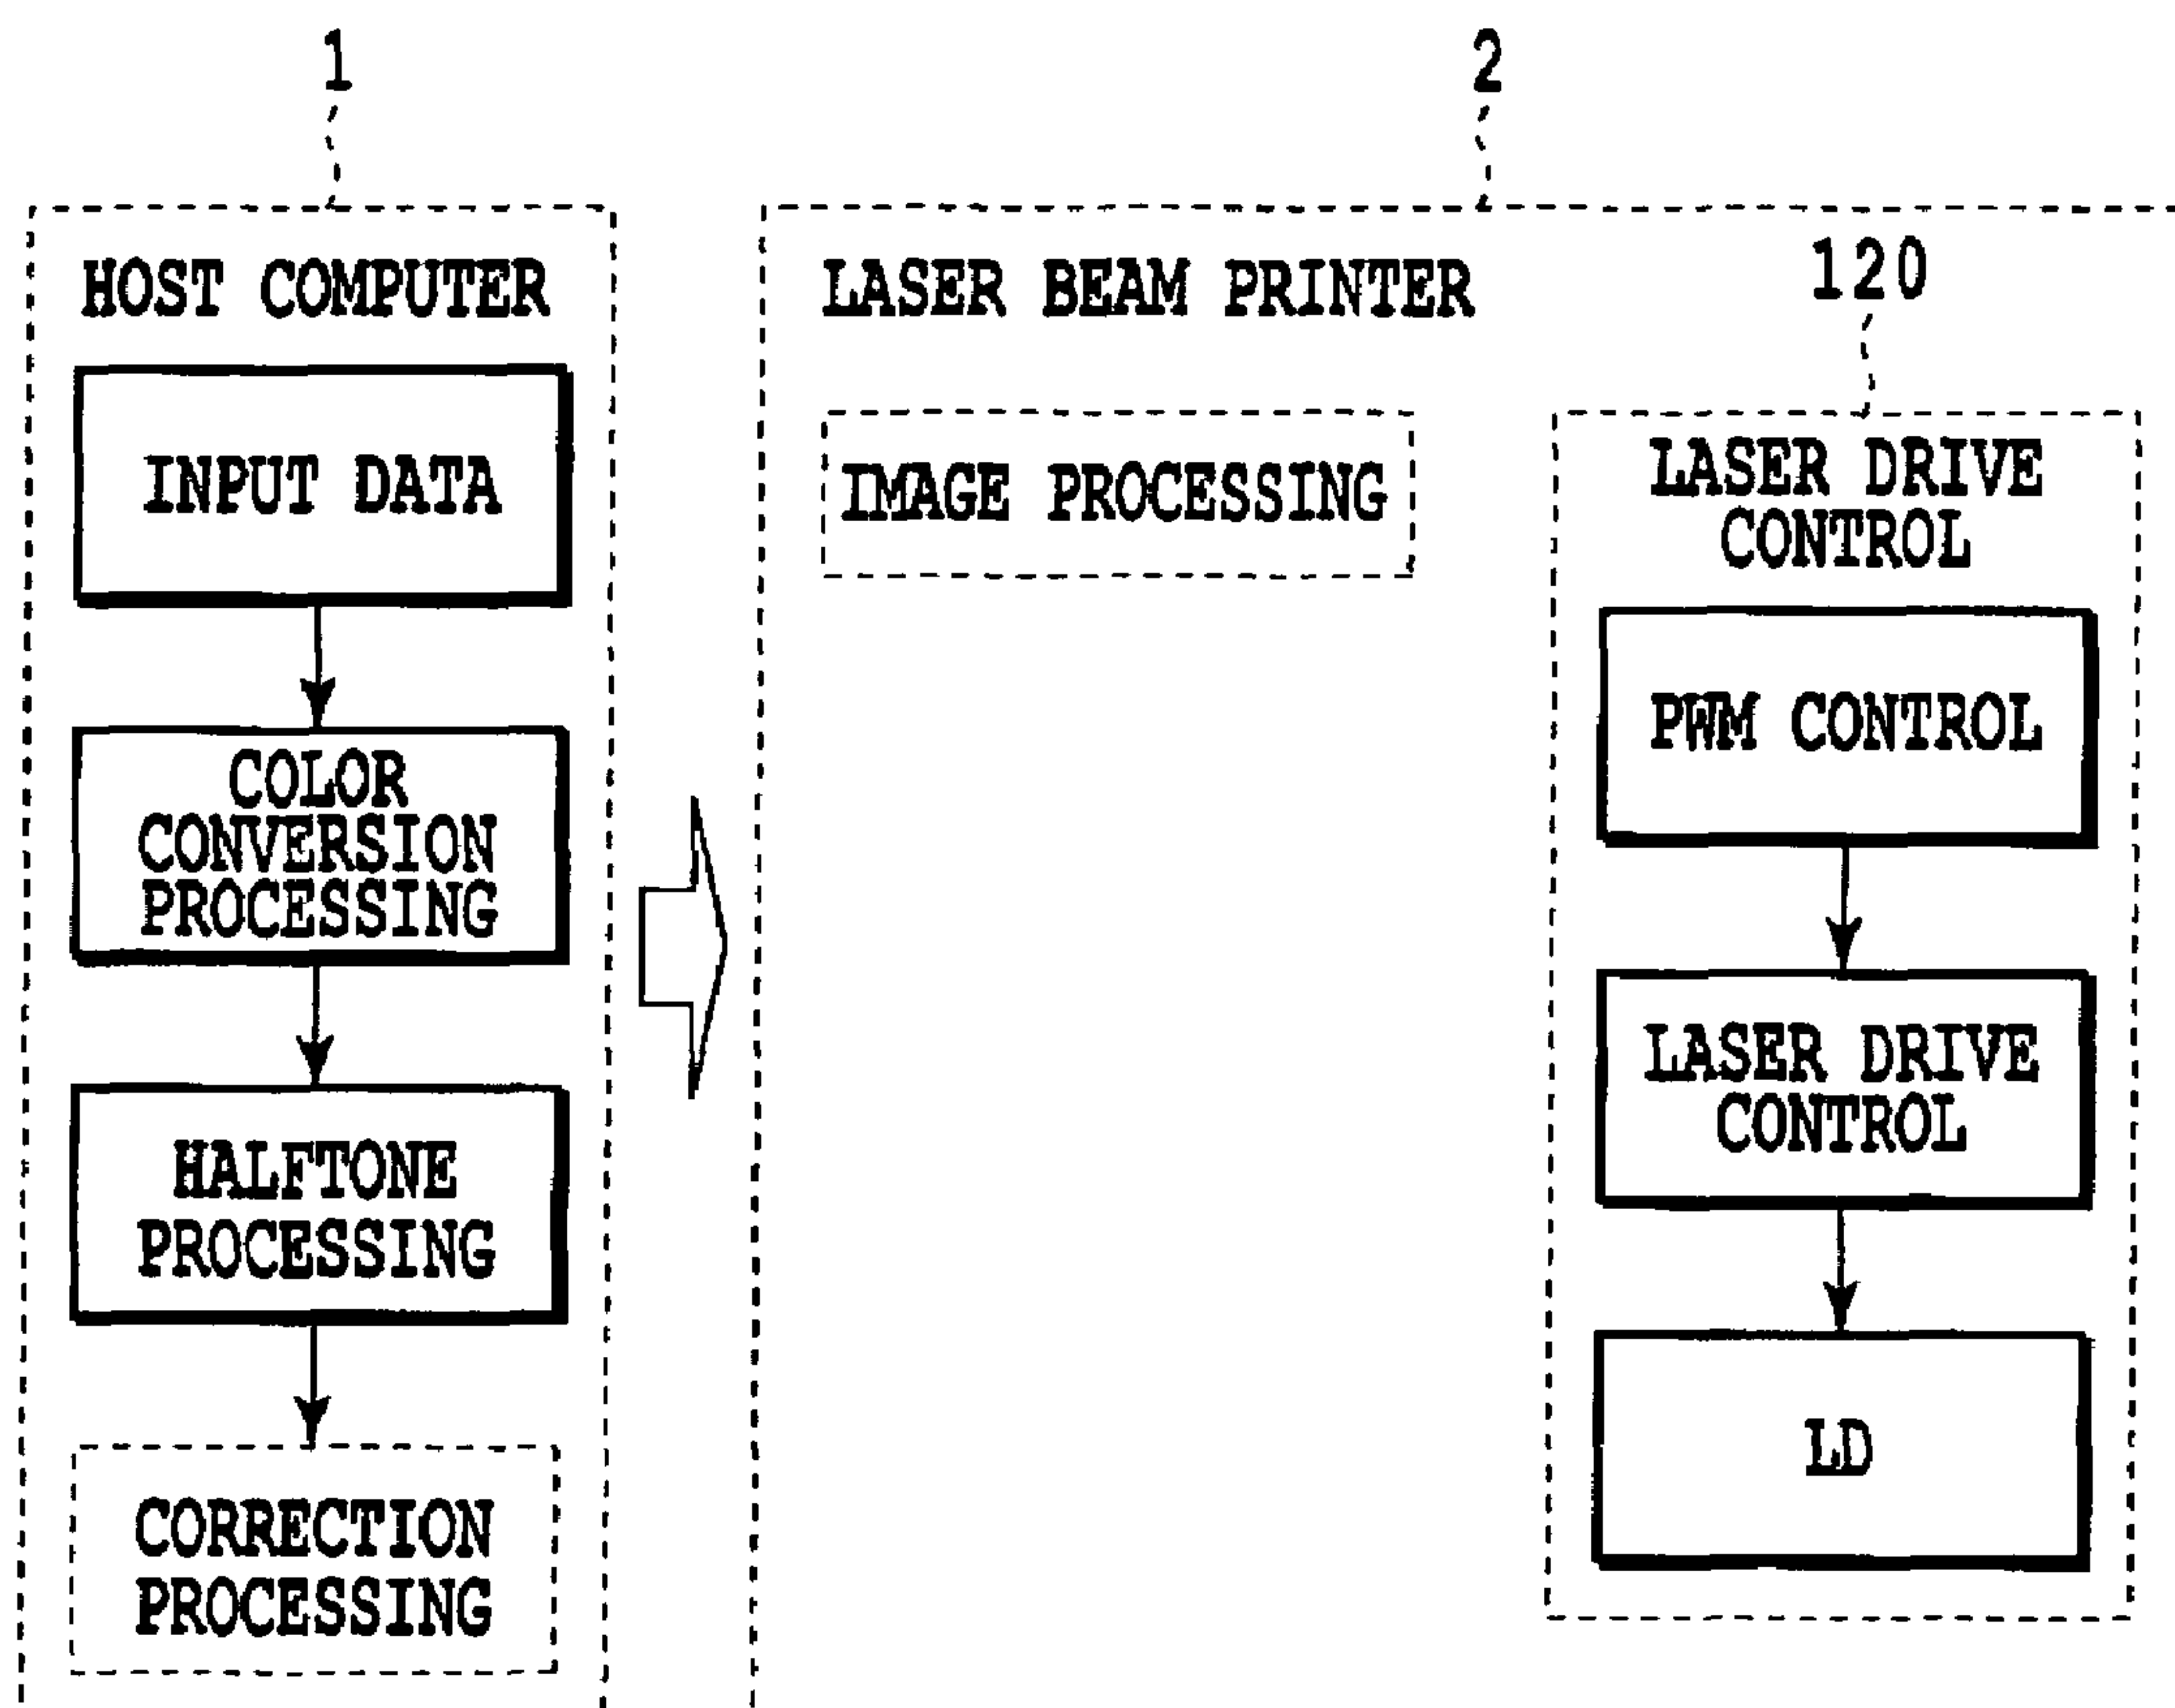 1
HOST COMPUTER
INPUT DATA
COLOR
CONVERSION
PROCESSING
HALFTONE
PROCESSING
CORRECTION
PROCESSING
2
LASER BEAM PRINTER
IMAGE PROCESSING
120
LASER DRIVE
CONTROL
PWM CONTROL
LASER DRIVE
CONTROL
LD